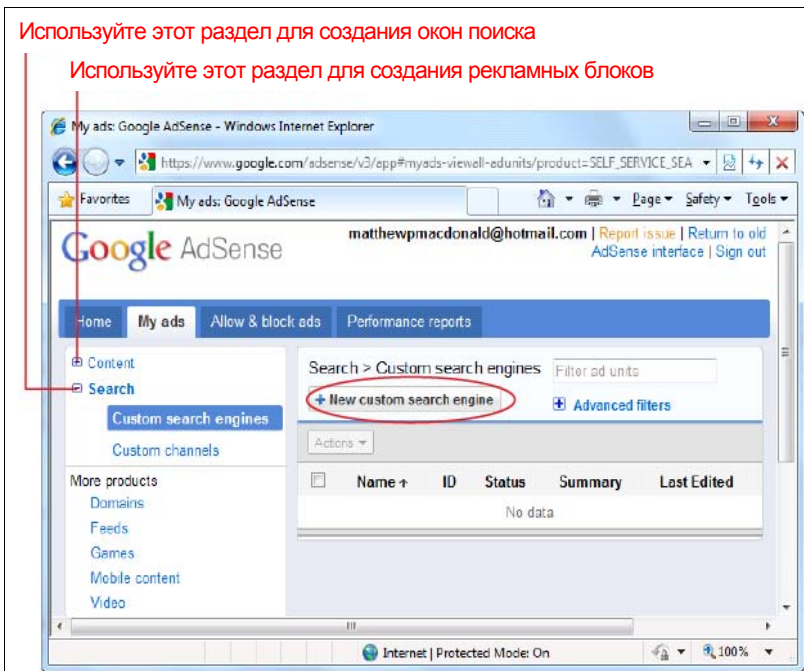 Используйте этот раздел для создания окон поиска
Используйте этот раздел для создания рекламных блоков
My ads: Google AdSense - Windows Internet Explorer
https://www.google.com/adsense/v3/app#myads-viewall-adunits/product=SELF_SERVICE_SEA
Favorites My ads: Google AdSense Page Safety Tools
Google AdSense
matthewpmacdonald@hotmail.com | Report issue | Return to old
AdSense interface | Sign out
Home My ads Allow & block ads Performance reports
Content
Search
Custom search engines
Custom channels
More products
Domains
Feeds
Games
Mobile content
Video
Search > Custom search engines Filter ad units
+ New custom search engine Advanced filters
Actions
Name ↑ ID Status Summary Last Edited
No data
Internet | Protected Mode: On 100%